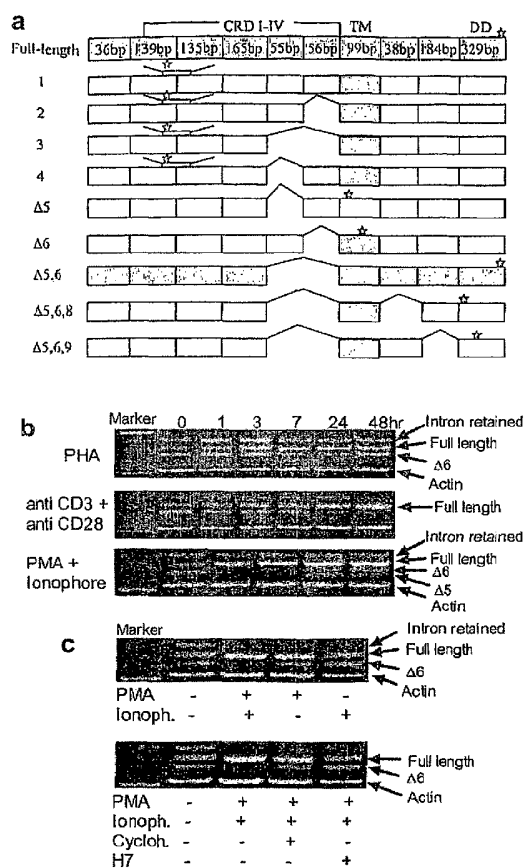 a
CRD I-IV TM DD
Full-length 36bp 139bp 135bp 165bp 55bp 56bp 99bp 38bp 184bp 329bp
1
2
3
4
Δ5
Δ6
Δ5,6
Δ5,6,8
Δ5,6,9
b
Marker 0 1 3 7 24 48hr
PHA
Intron retained
Full length
Δ6
Actin
anti CD3 +
anti CD28
Full length
PMA +
Ionophore
Intron retained
Full length
Δ6
Δ5
Actin
c
Marker
Intron retained
Full length
Δ6
Actin
PMA - + + -
Ionoph. - + - +
Full length
Δ6
Actin
PMA - + + +
Ionoph. - + + +
Cycloh. - - + -
H7 - - - +